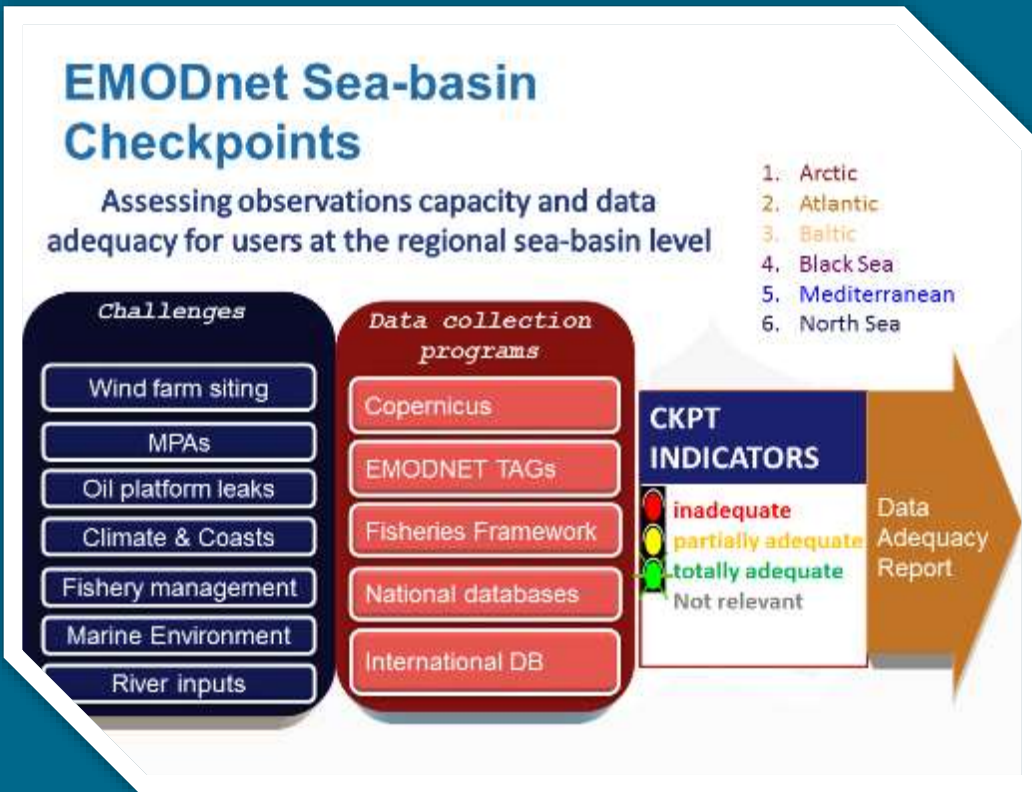 EMODnet Sea-basin
Checkpoints
Assessing observations capacity and data
adequacy for users at the regional sea-basin level
1. Arctic
2. Atlantic
3. Baltic
4. Black Sea
5. Mediterranean
6. North Sea
Challenges
Wind farm siting
MPAs
Oil platform leaks
Climate & Coasts
Fishery management
Marine Environment
River inputs
Data collection
programs
Copernicus
EMODNET TAGs
Fisheries Framework
National databases
International DB
CKPT
INDICATORS
inadequate
partially adequate
totally adequate
Not relevant
Data
Adequacy
Report